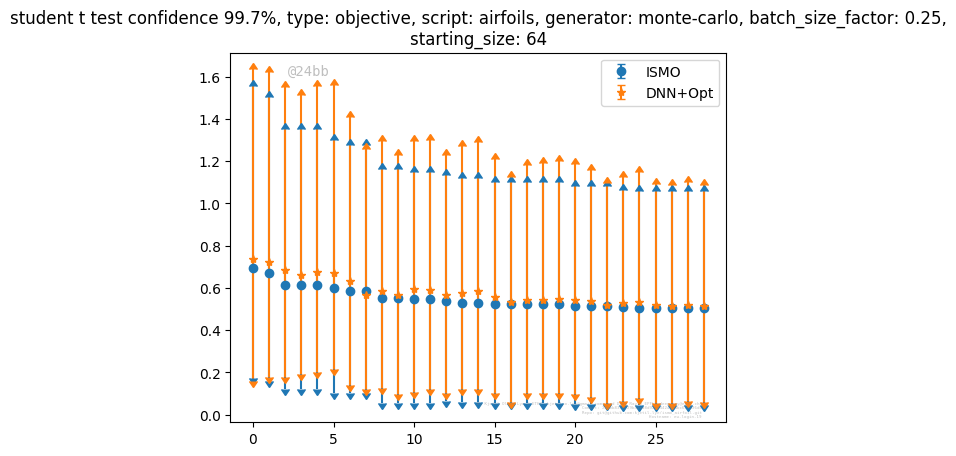 student t test confidence 99.7%, type: objective, script: airfoils, generator: monte-carlo, batch_size_factor: 0.25,
starting_size: 64
@24bb
ISMO
DNN+Opt
1.6
1.4
1.2
1.0
0.8
0.6
0.4
0.2
0.0
0 5 10 15 20 25